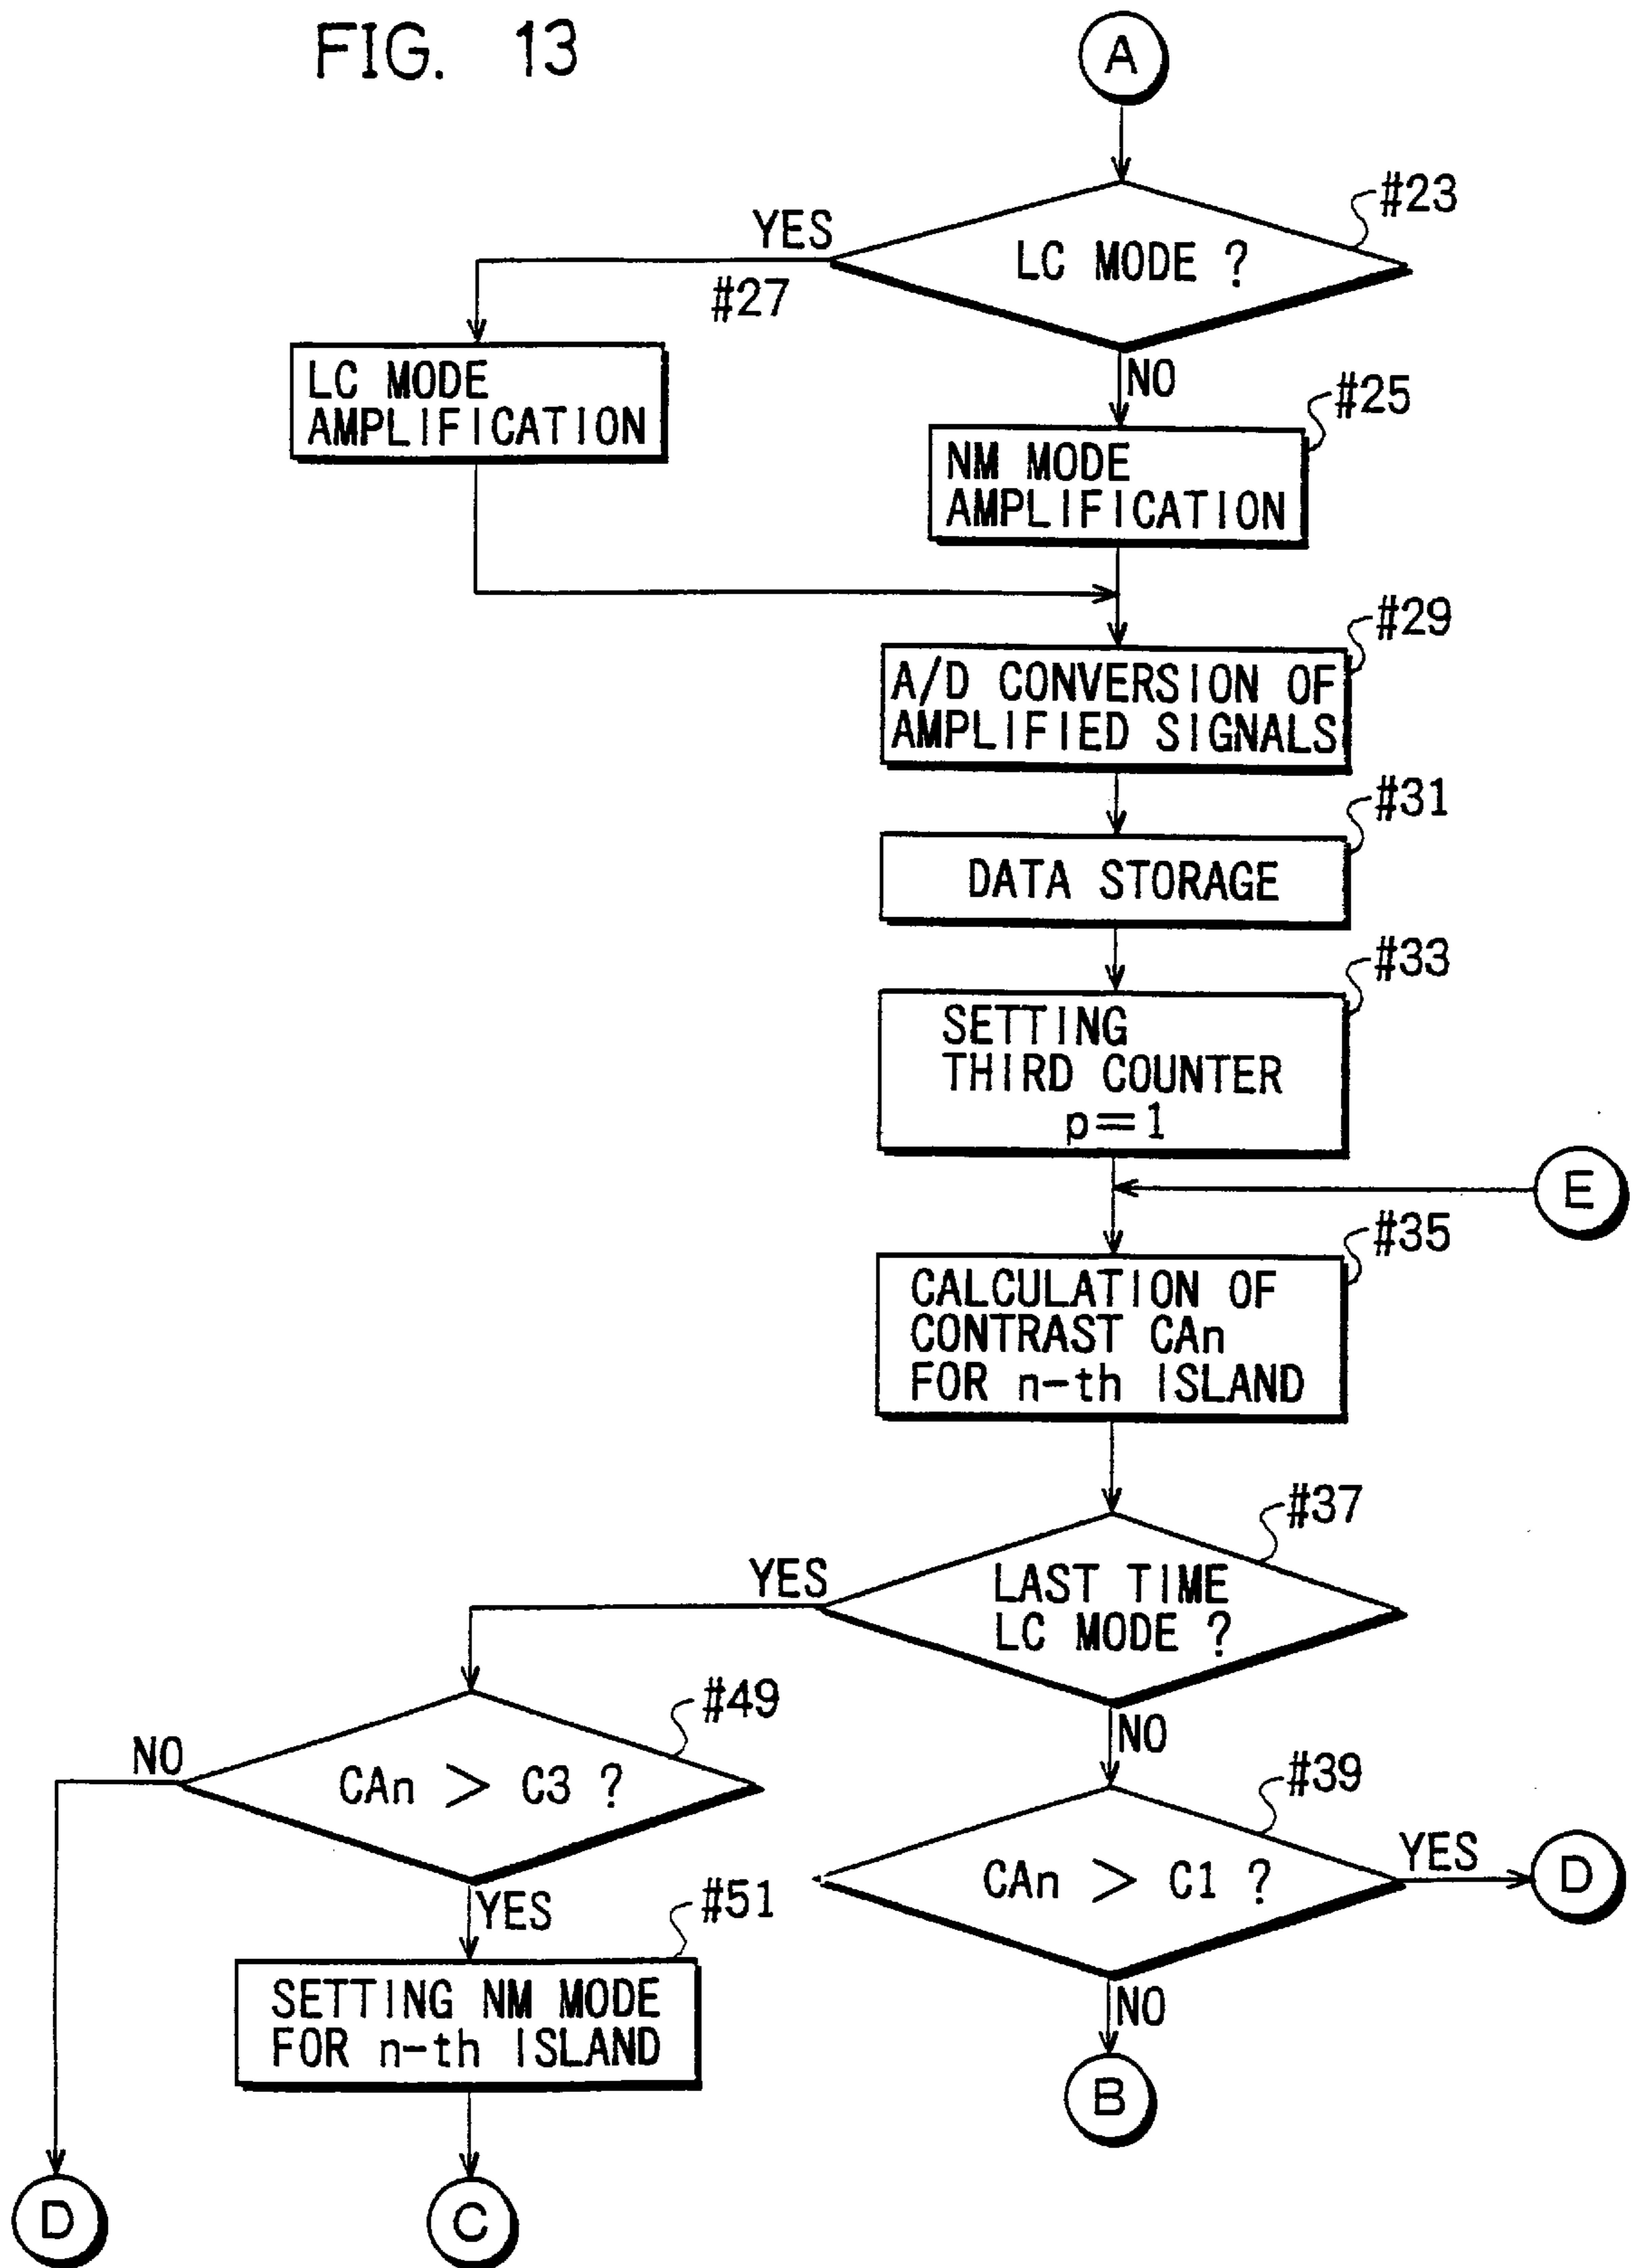 FIG. 13
A
#23
YES
LC MODE ?
#27
LC MODE
AMPLIFICATION
NO
#25
NM MODE
AMPLIFICATION
#29
A/D CONVERSION OF
AMPLIFIED SIGNALS
#31
DATA STORAGE
#33
SETTING
THIRD COUNTER
p=1
E
#35
CALCULATION OF
CONTRAST CAn
FOR n-th ISLAND
#37
YES
LAST TIME
LC MODE ?
#49
NO
NO
CAn > C3 ?
#39
YES
CAn > C1 ?
D
YES
#51
SETTING NM MODE
FOR n-th ISLAND
NO
B
D
C